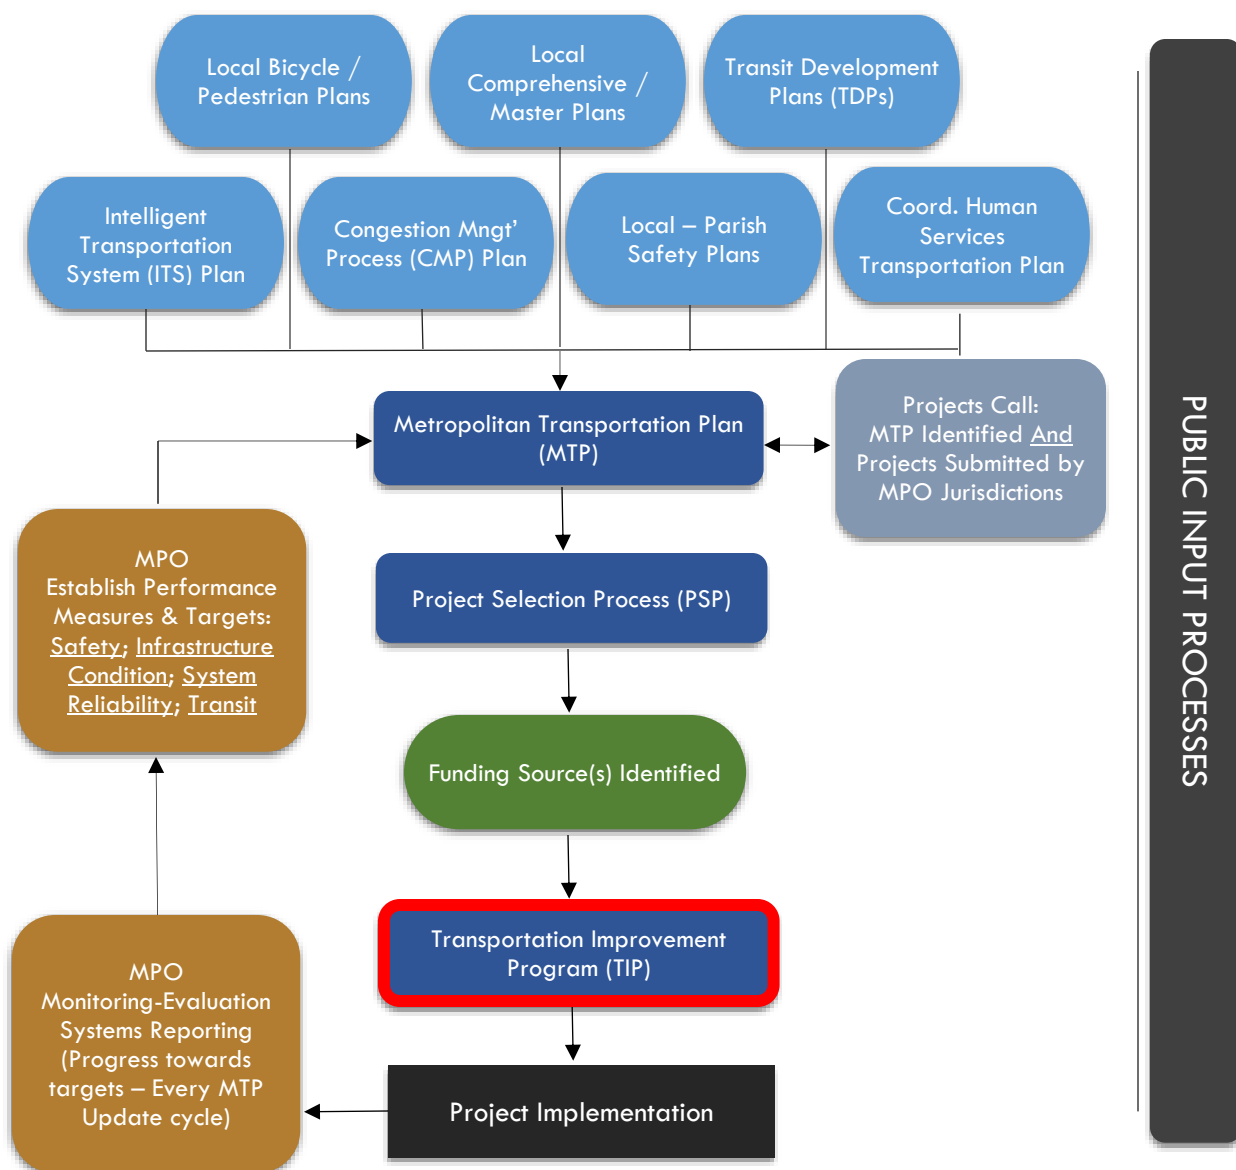 Local Bicycle /
Pedestrian Plans
Local
Comprehensive /
Master Plans
Transit Development
Plans (TDPs)
Intelligent
Transportation
System (ITS) Plan
Congestion Mngt’
Process (CMP) Plan
Local – Parish
Safety Plans
Coord. Human
Services
Transportation Plan
Metropolitan Transportation Plan
(MTP)
Projects Call:
MTP Identified And
Projects Submitted by
MPO Jurisdictions
Project Selection Process (PSP)
MPO
Establish Performance
Measures & Targets:
Safety; Infrastructure
Condition; System
Reliability; Transit
Funding Source(s) Identified
Transportation Improvement
Program (TIP)
MPO
Monitoring-Evaluation
Systems Reporting
(Progress towards
targets – Every MTP
Update cycle)
Project Implementation
PUBLIC INPUT PROCESSES